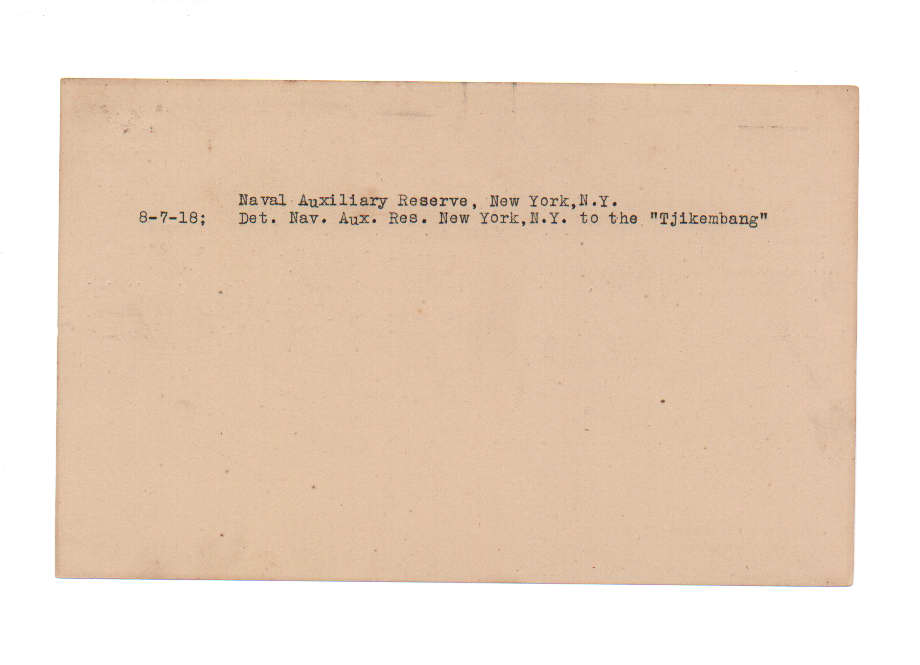 Naval Auxiliary Reserve, New York,N.Y.
8-7-18; Det. Nav. Aux. Res. New York,N.Y. to the "Tjikembang"